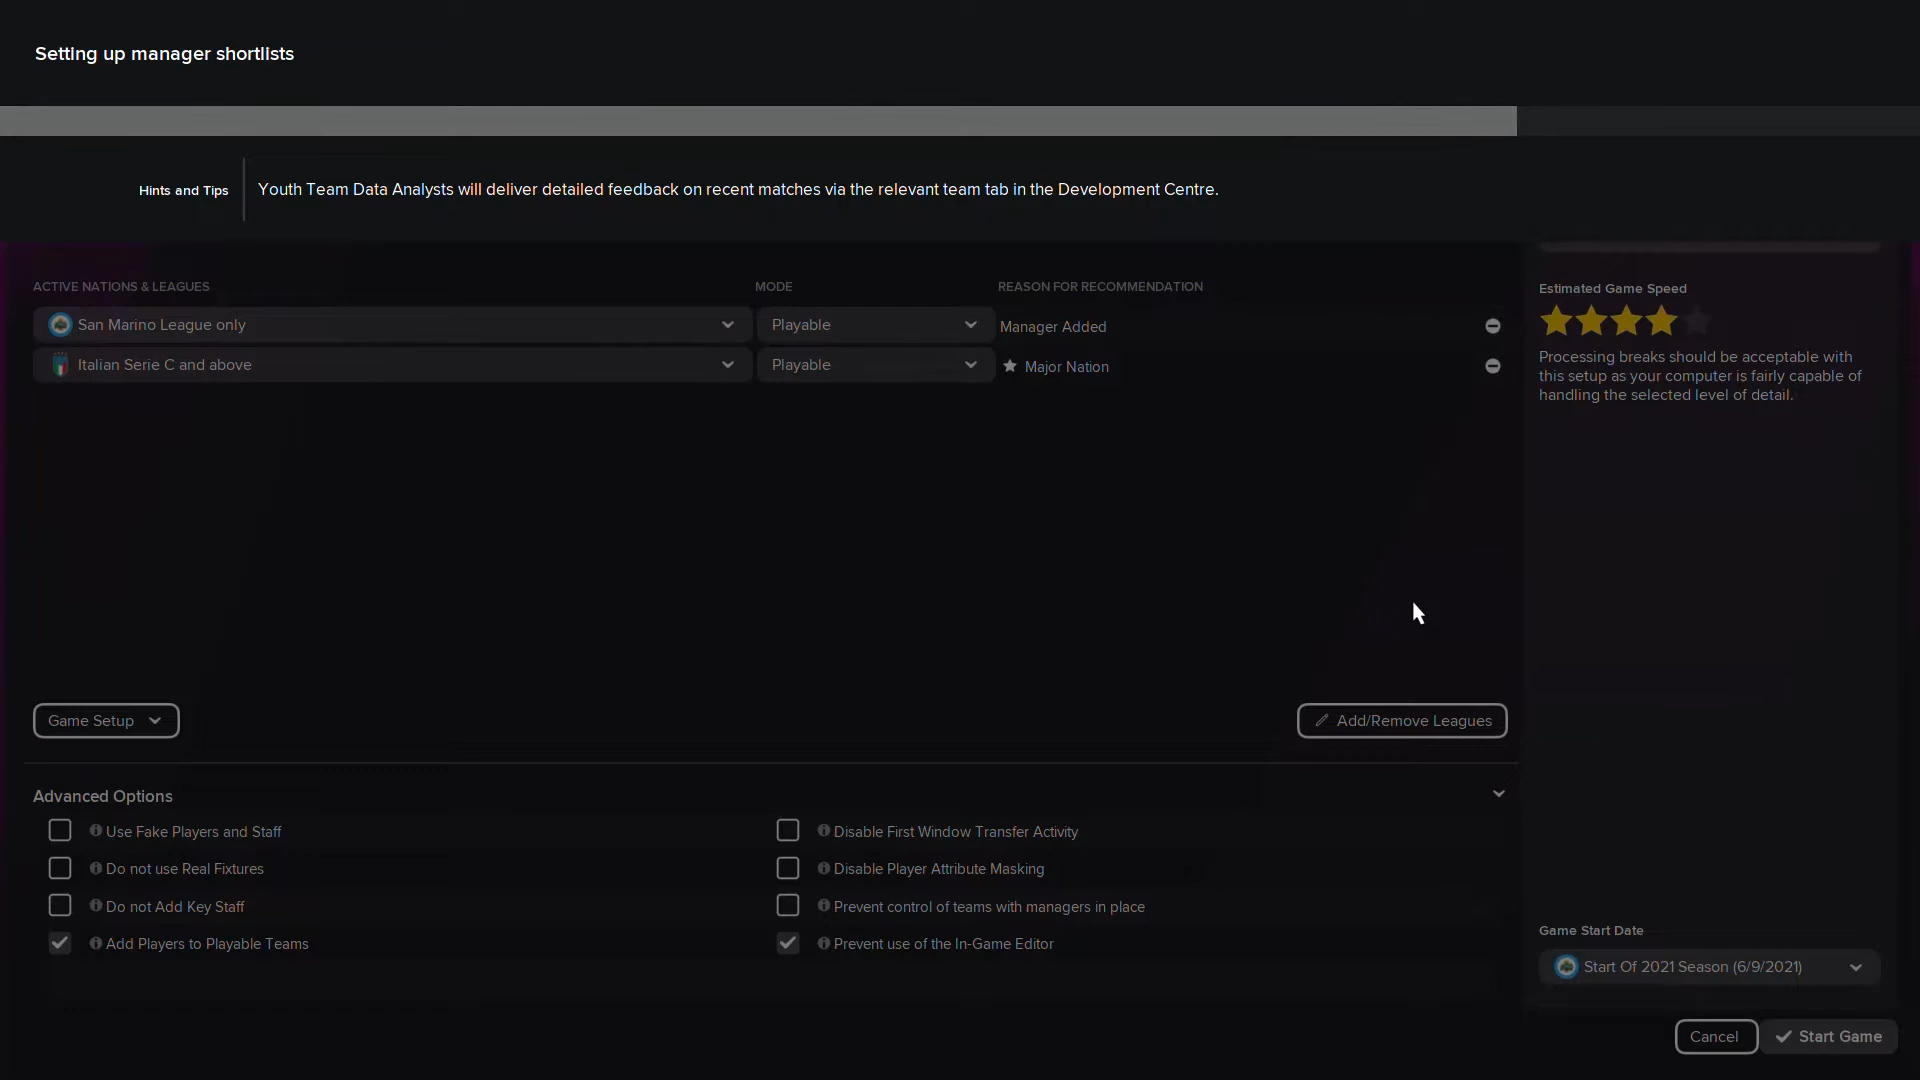 Setting up manager shortlists
Hints and Tips
Youth Team Data Analysts will deliver detailed feedback on recent matches via the relevant team tab in the Development Centre.
ACTIVE NATIONS & LEAGUES
MODE
REASON FOR RECOMMENDATION
San Marino League only
Playable
Manager Added
Italian Serie C and above
Playable
Major Nation
Estimated Game Speed
Processing breaks should be acceptable with
this setup as your computer is fairly capable of
handling the selected level of detail.
Game Setup
Add/Remove Leagues
Advanced Options
Use Fake Players and Staff
Disable First Window Transfer Activity
Do not use Real Fixtures
Disable Player Attribute Masking
Do not Add Key Staff
Prevent control of teams with managers in place
Add Players to Playable Teams
Prevent use of the In-Game Editor
Game Start Date
Start Of 2021 Season (6/9/2021)
Cancel
Start Game